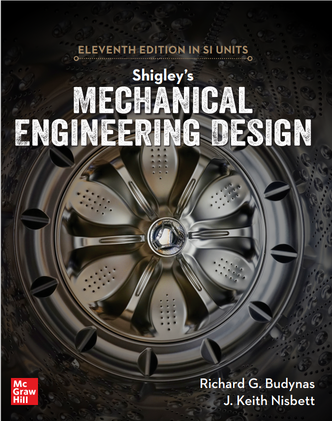 ELEVENTH EDITION IN SI UNITS
Shigley's
MECHANICAL
ENGINEERING DESIGN
Mc
Graw
Hill
Richard G. Budynas
J. Keith Nisbett